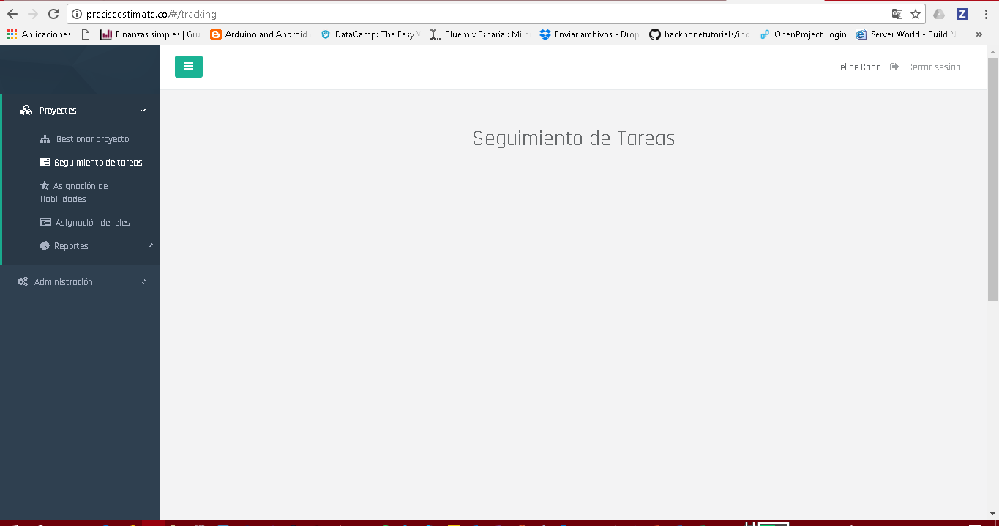 preciseestimate.co/#/tracking
Aplicaciones
Finanzas simples | Gru
Arduino and Android
DataCamp: The Easy
Bluemix España : Mi p
Enviar archivos - Drop
backbonetutorials/ind
OpenProject Login
Server World - Build N
»
Felipe Cano
Cerrar sesión
Proyectos
Gestionar proyecto
Seguimiento de tareas
Asignación de
Habilidades
Asignación de roles
Reportes
Administración
Seguimiento de Tareas